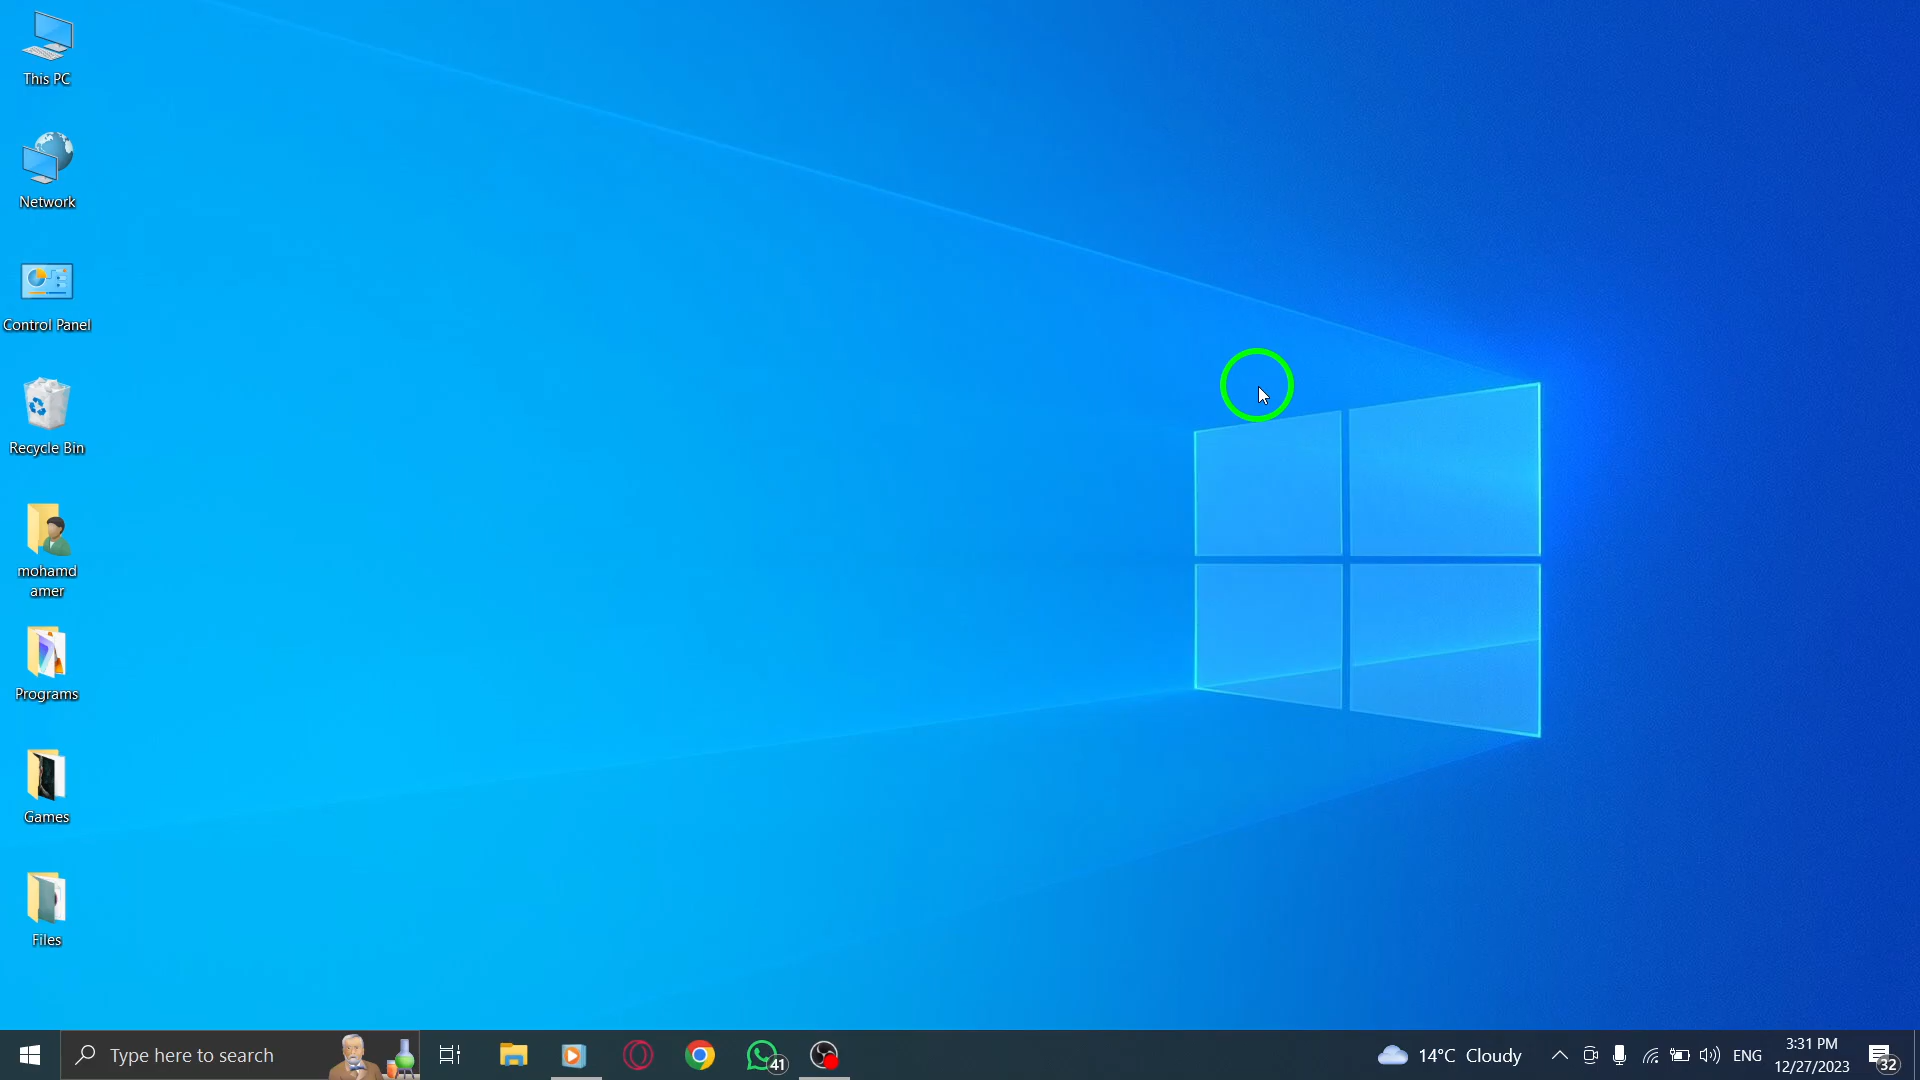 This PC
Network
Control Panel
Recycle Bin
mohamd
amer
Programs
Games
Files
Type here to search
41
14°C Cloudy
ENG
3:31 PM
12/27/2023
32